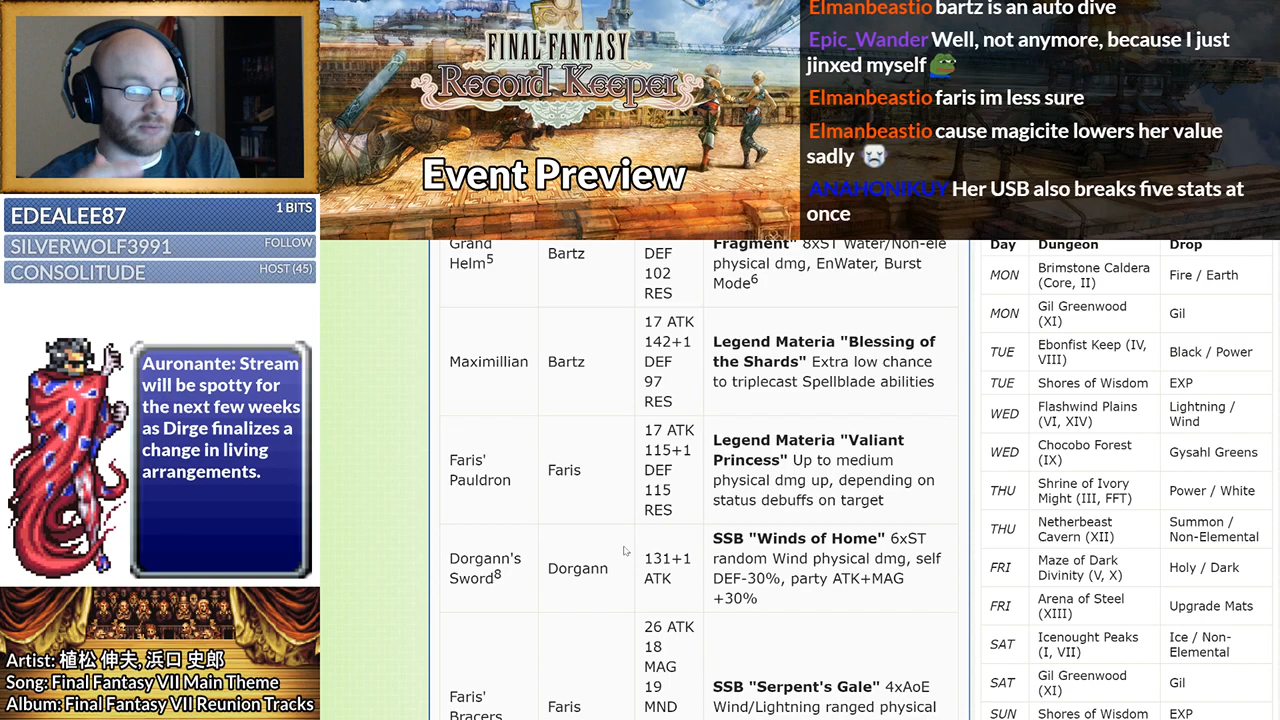 FINAL FANTASY
Record Keeper
Event Preview
Elmanbeastio bartz is an auto dive
Epic_Wander Well, not anymore, because I just
jinxed myself
Elmanbeastio faris im less sure
Elmanbeastio cause magicite lowers her value
sadly
ANAHONIKUY Her USB also breaks five stats at
once
EDEALEE87 1 BITS
SILVERWOLF3991 FOLLOW
CONSOLITUDE HOST (45)
Auronante: Stream
will be spotty for
the next few weeks
as Dirge finalizes a
change in living
arrangements.
Artist: 植松 伸夫, 浜口 史郎
Song: Final Fantasy VII Main Theme
Album: Final Fantasy VII Reunion Tracks
Grand
Helm5
Bartz
DEF
102
RES
Fragment" 8xST Water/Non-ele
physical dmg, EnWater, Burst
Mode6
Maximillian
Bartz
17 ATK
142+1
DEF
97
RES
Legend Materia "Blessing of
the Shards" Extra low chance
to triplecast Spellblade abilities
Faris'
Pauldron
Faris
17 ATK
115+1
DEF
115
RES
Legend Materia "Valiant
Princess" Up to medium
physical dmg up, depending on
status debuffs on target
Dorgann's
Sword8
Dorgann
131+1
ATK
SSB "Winds of Home" 6xST
random Wind physical dmg, self
DEF-30%, party ATK+MAG
+30%
Faris'
Bracers
Faris
26 ATK
18
MAG
19
MND
SSB "Serpent's Gale" 4xAoE
Wind/Lightning ranged physical
Day Dungeon Drop
MON Brimstone Caldera
(Core, II) Fire / Earth
MON Gil Greenwood
(XI) Gil
TUE Ebonfist Keep (IV,
VIII) Black / Power
TUE Shores of Wisdom EXP
WED Flashwind Plains
(VI, XIV) Lightning /
Wind
WED Chocobo Forest
(IX) Gysahl Greens
THU Shrine of Ivory
Might (III, FFT) Power / White
THU Netherbeast
Cavern (XII) Summon /
Non-Elemental
FRI Maze of Dark
Divinity (V, X) Holy / Dark
FRI Arena of Steel
(XIII) Upgrade Mats
SAT Icenought Peaks
(I, VII) Ice / Non-
Elemental
SAT Gil Greenwood
(XI) Gil
SUN Shores of Wisdom EXP